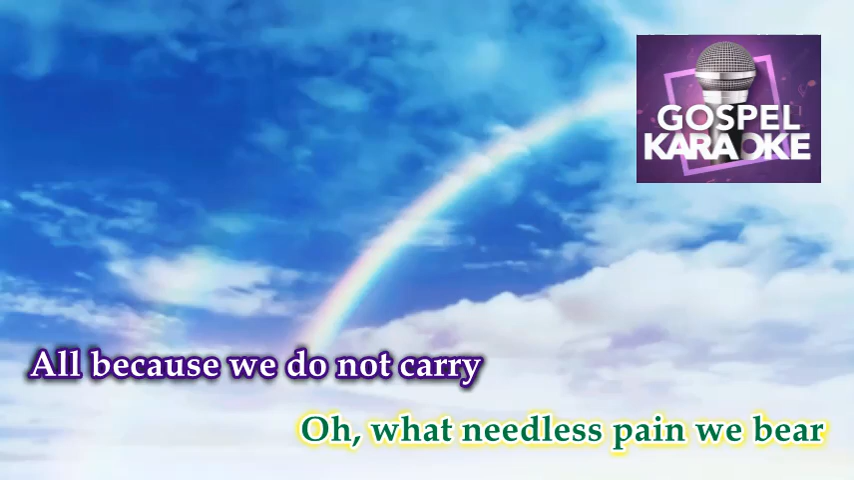 GOSPEL
KARAOKE
All because we do not carry
Oh, what needless pain we bear